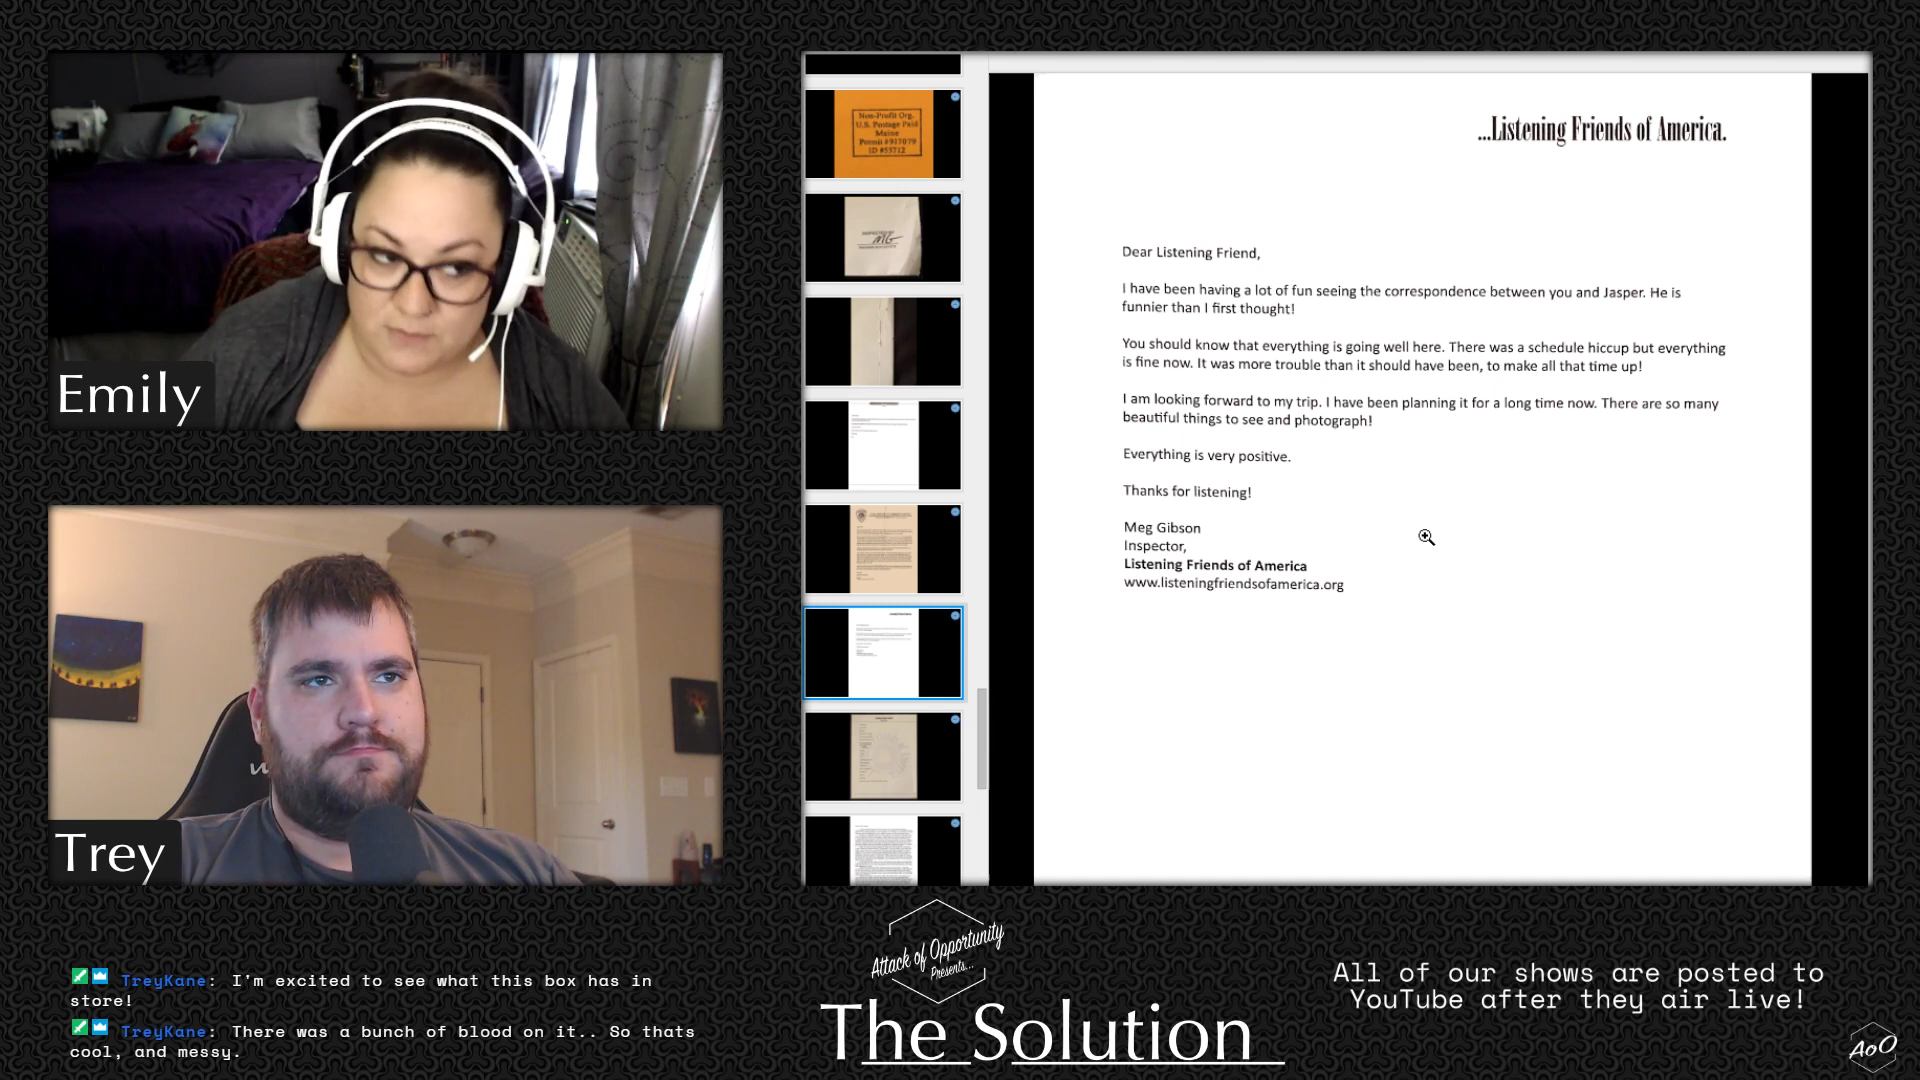 Emily
Trey
Non-Profit Org.
U.S. Postage Paid
Maine
Permit #917079
ID #53712
MG
...Listening Friends of America.
Dear Listening Friend,
I have been having a lot of fun seeing the correspondence between you and Jasper. He is
funnier than I first thought!
You should know that everything is going well here. There was a schedule hiccup but everything
is fine now. It was more trouble than it should have been, to make all that time up!
I am looking forward to my trip. I have been planning it for a long time now. There are so many
beautiful things to see and photograph!
Everything is very positive.
Thanks for listening!
Meg Gibson
Inspector,
Listening Friends of America
www.listeningfriendsofamerica.org
TreyKane: I'm excited to see what this box has in
store!
TreyKane: There was a bunch of blood on it.. So thats
cool, and messy.
Attack of Opportunity
Presents...
The Solution
All of our shows are posted to
YouTube after they air live!
AoO